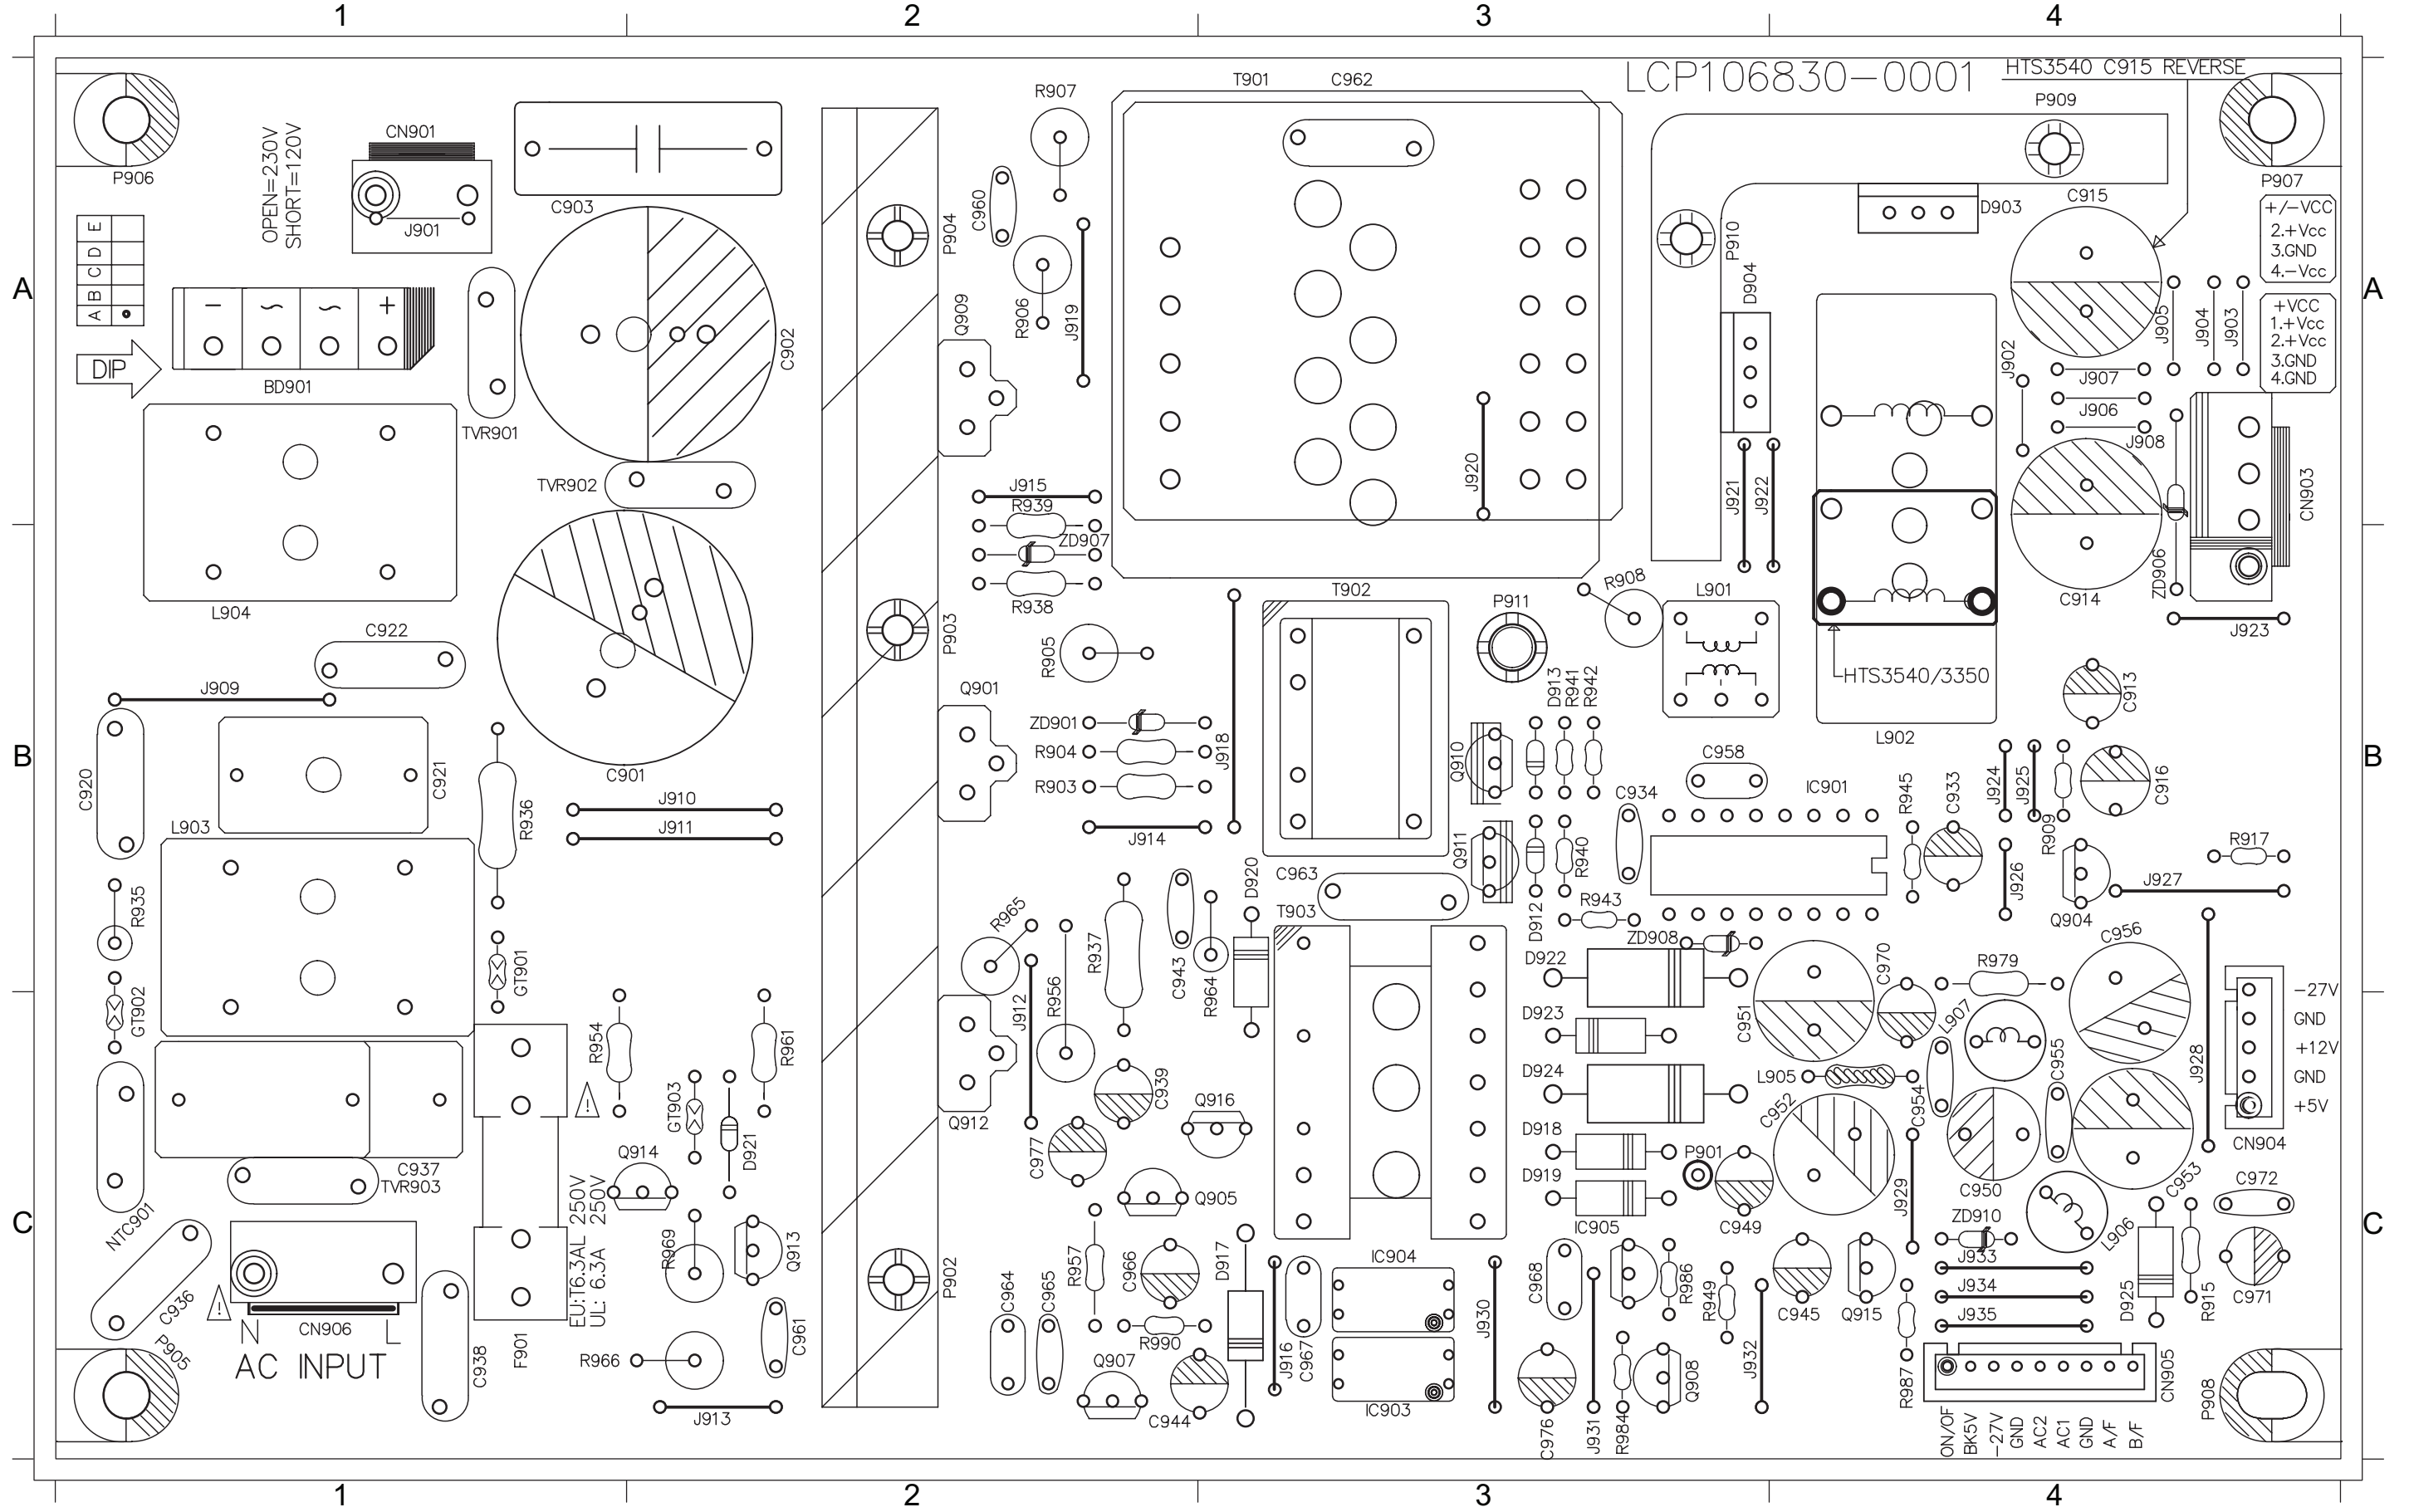 1 2 3 4
LCP106830-0001
HTS3540 C915 REVERSE
T901 C962
R907
P909
P906
OPEN=230V
SHORT=120V
CN901
J901
C903
C960
P904
P910
D903
C915
P907
+/-VCC
2.+Vcc
3.GND
4.-Vcc
E
D
C
B
A
A
A
DIP
- ~ ~ +
BD901
TVR901
C902
Q909
R906
J919
D904
J902
J905
J904
J903
+VCC
1.+Vcc
2.+Vcc
3.GND
4.GND
J907
J906
J908
CN903
TVR902
J915
R939
ZD907
R938
J920
J921
J922
ZD906
C914
J923
L904
C922
J909
P903
R905
T902
P911
R908
L901
HTS3540/3350
L902
C913
C901
Q901
ZD901
R904
R903
J914
J918
Q910
D913
R941
R942
C958
IC901
C934
R945
C933
J924
J925
R909
C916
B
B
C920
C921
L903
R936
J910
J911
Q911
D912
R940
R943
J926
Q904
J927
R917
R935
GT902
GT901
R965
R937
C943
R964
D920
C963
T903
ZD908
D922
C970
R979
C956
J912
R956
D923
C951
L907
-27V
GND
+12V
GND
+5V
CN904
J928
R954
R961
GT903
D921
C939
Q916
Q912
C977
D924
L905
C952
C954
C955
D918
P901
D919
C949
J929
C950
C953
C972
C937
TVR903
NTC901
Q914
Q905
IC905
ZD910
L906
C
C
R969
Q913
P902
R957
C966
D917
IC904
C968
R986
R949
C945
Q915
J933
J934
J935
D925
R915
C971
C936
N
CN906
L
AC INPUT
P905
C938
F901
EU:T6.3AL 250V
UL: 6.3A 250V
R966
C961
J913
C964
C965
R990
Q907
C944
J916
C967
IC903
J930
C976
J931
R984
Q908
J932
R987
CN905
P908
ON/OF
BK5V
-27V
GND
AC2
AC1
GND
A/F
B/F
1 2 3 4